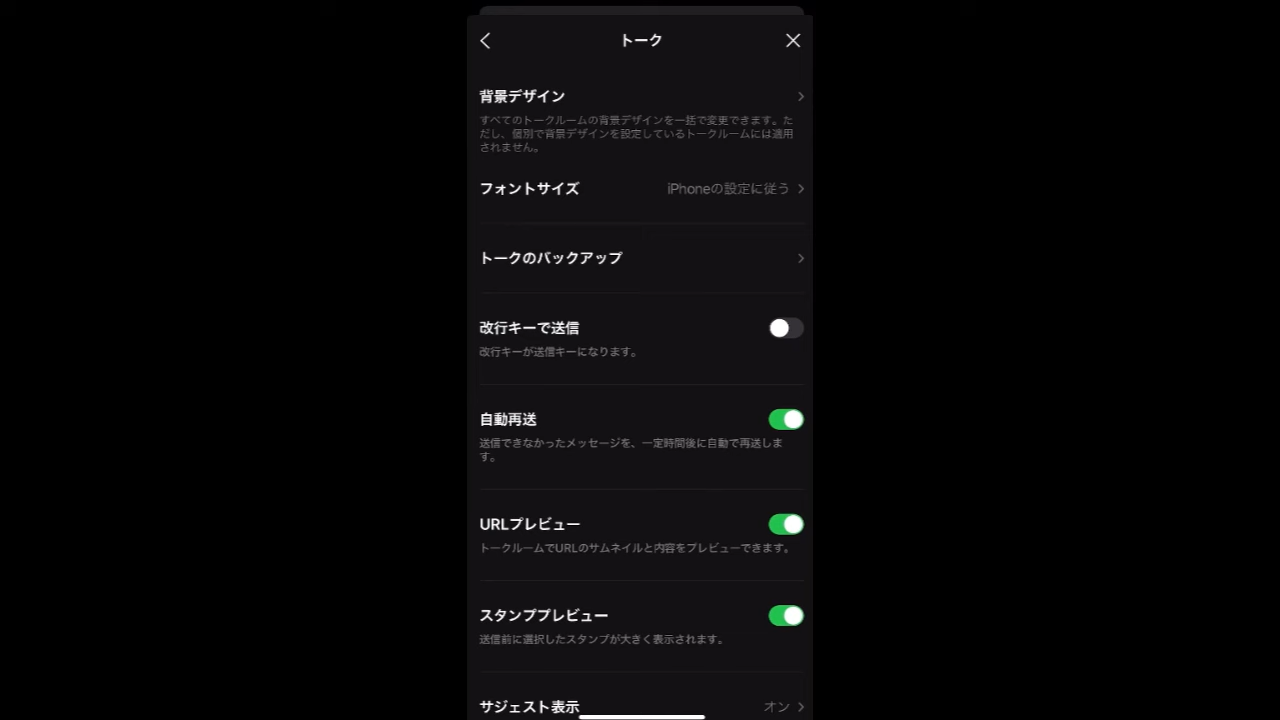 トーク
背景デザイン
すべてのトークルームの背景デザインを一括で変更できます。た
だし、個別で背景デザインを設定しているトークルームには適用
されません。
フォントサイズ iPhoneの設定に従う
トークのバックアップ
改行キーで送信
改行キーが送信キーになります。
自動再送
送信できなかったメッセージを、一定時間後に自動で再送しま
す。
URLプレビュー
トークルームでURLのサムネイルと内容をプレビューできます。
スタンププレビュー
送信前に選択したスタンプが大きく表示されます。
サジェスト表示 オン